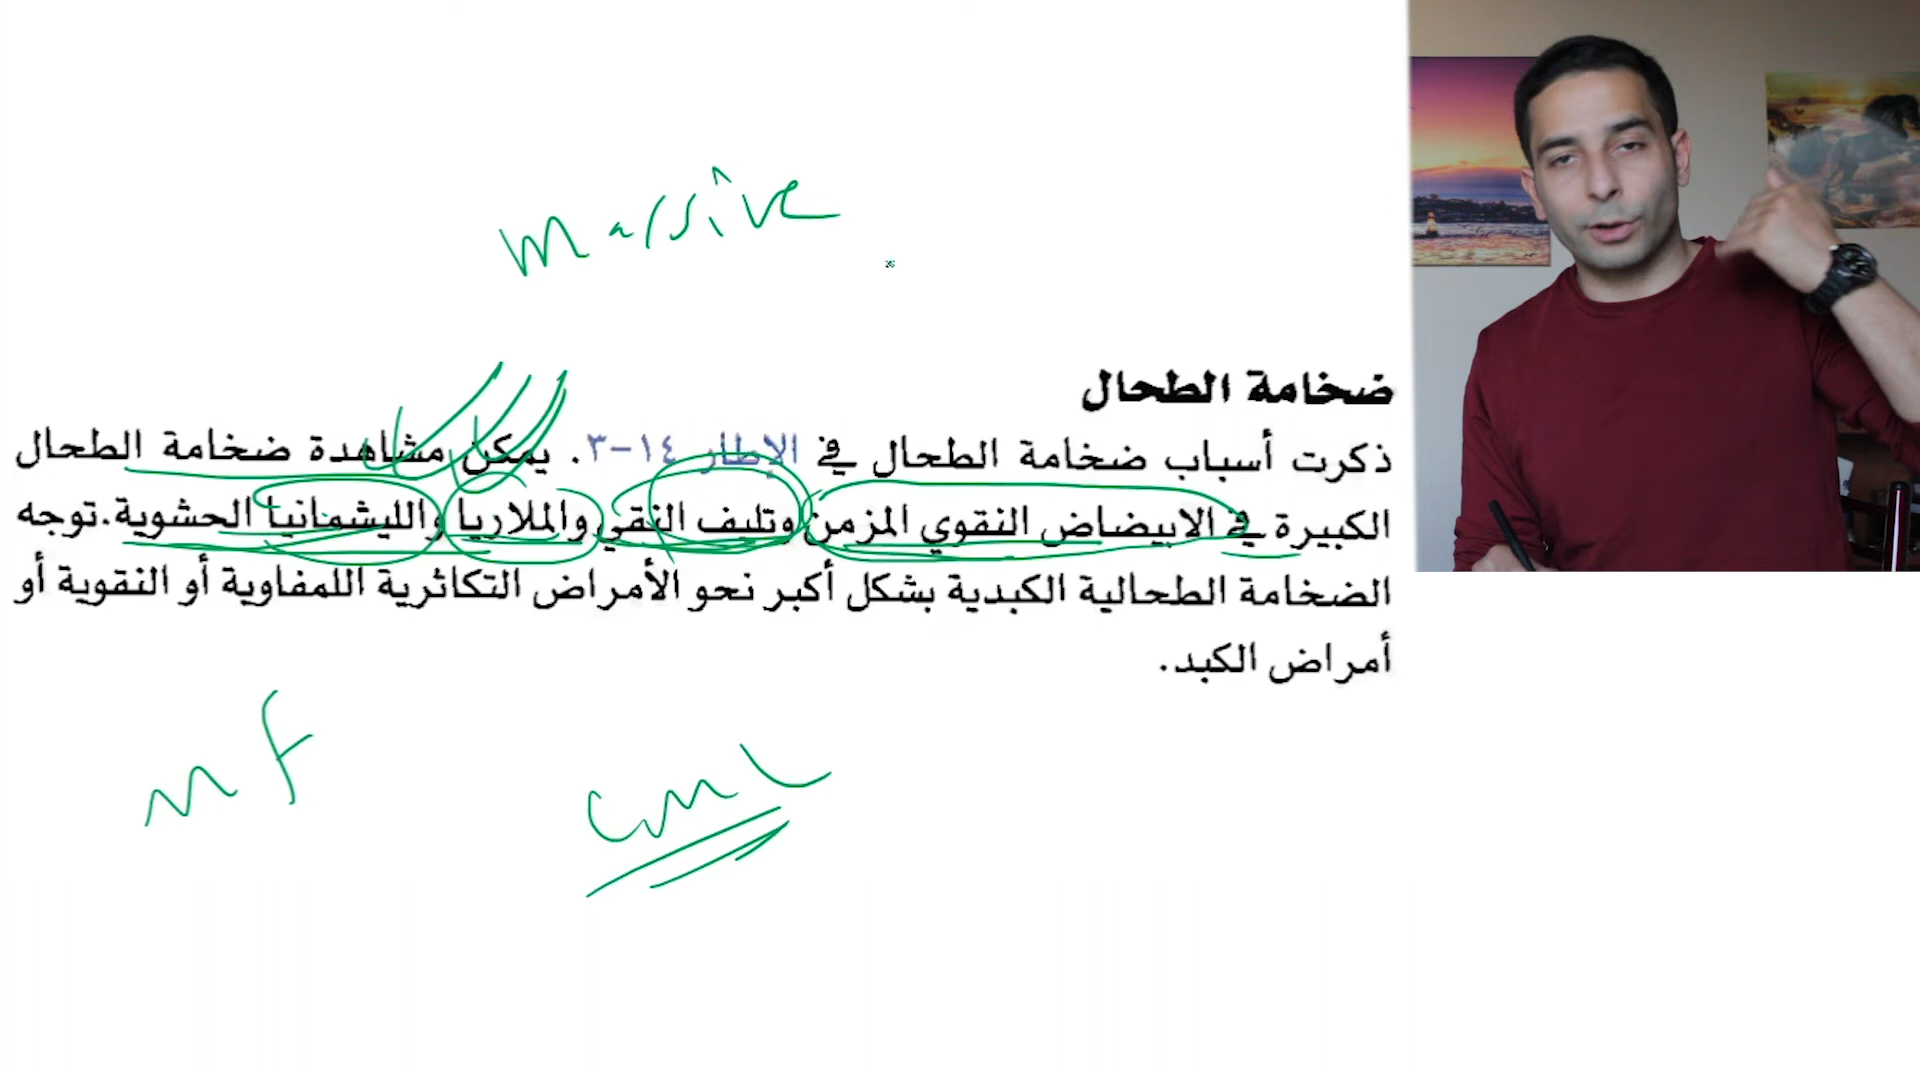 massive
ضخامة الطحال
ذكرت أسباب ضخامة الطحال في الإطار ١٤-٣. يمكن مشاهدة ضخامة الطحال
الكبيرة في الابيضاض النقوي المزمن وتليف النقي والملاريا والليشمانيا الحشوية. توجه
الضخامة الطحالية الكبدية بشكل أكبر نحو الأمراض التكاثرية اللمفاوية أو النقوية أو
أمراض الكبد.
MF
CML